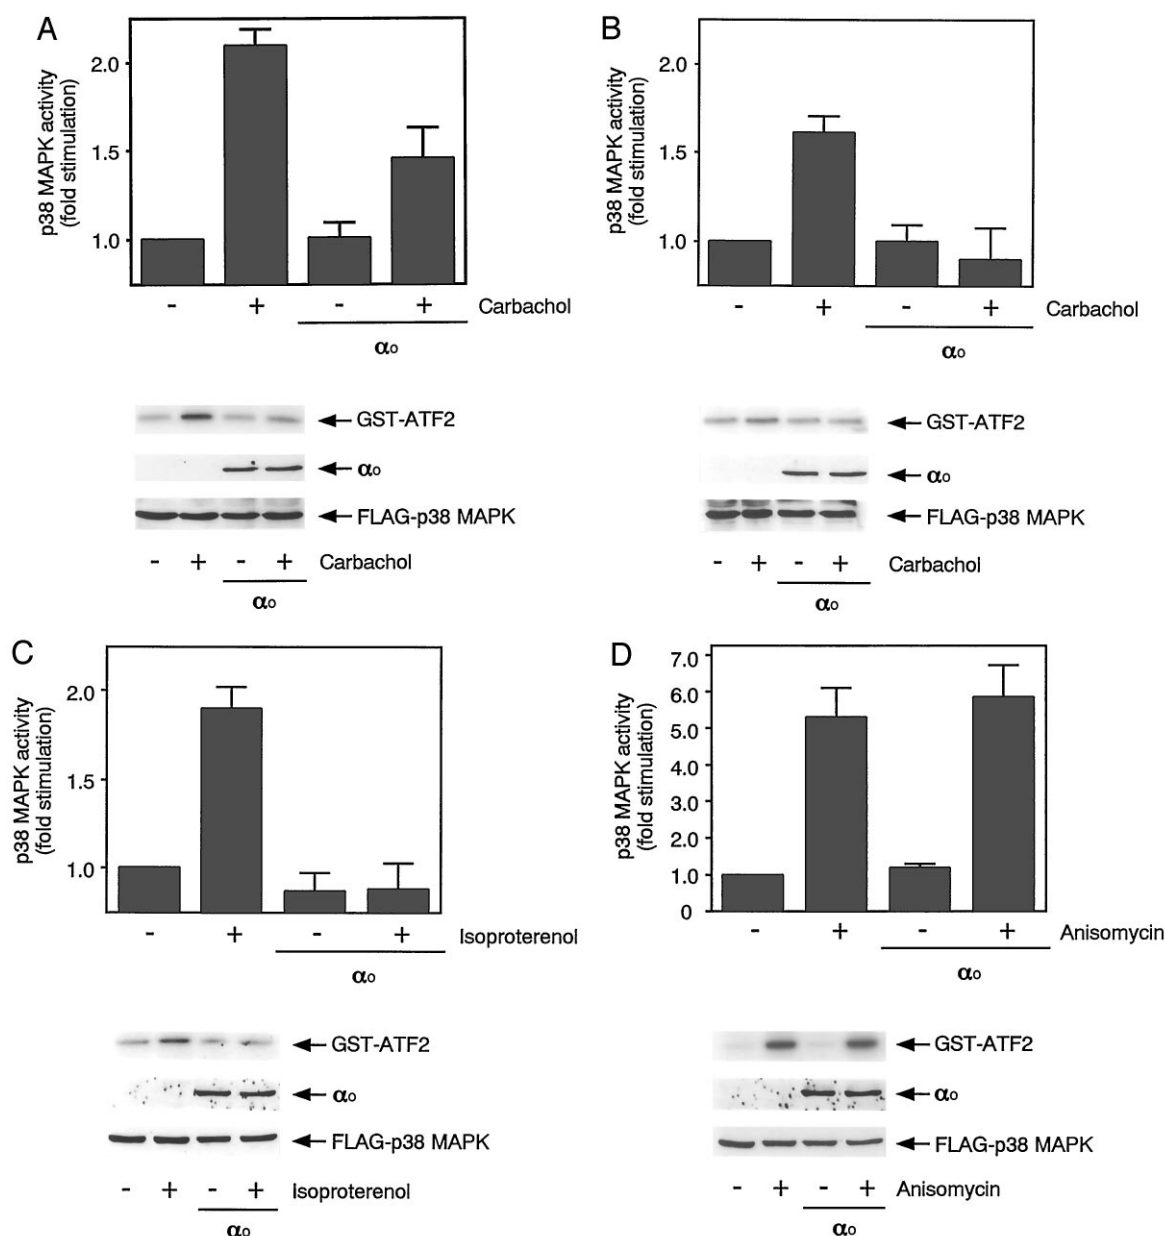 A
p38 MAPK activity
(fold stimulation)
2.0
1.5
1.0
- + - + Carbachol
αo
GST-ATF2
αo
FLAG-p38 MAPK
- + - + Carbachol
αo
B
p38 MAPK activity
(fold stimulation)
2.0
1.5
1.0
- + - + Carbachol
αo
GST-ATF2
αo
FLAG-p38 MAPK
- + - + Carbachol
αo
C
p38 MAPK activity
(fold stimulation)
2.0
1.5
1.0
- + - + Isoproterenol
αo
GST-ATF2
αo
FLAG-p38 MAPK
- + - + Isoproterenol
αo
D
p38 MAPK activity
(fold stimulation)
7.0
6.0
5.0
4.0
3.0
2.0
1.0
0
- + - + Anisomycin
αo
GST-ATF2
αo
FLAG-p38 MAPK
- + - + Anisomycin
αo